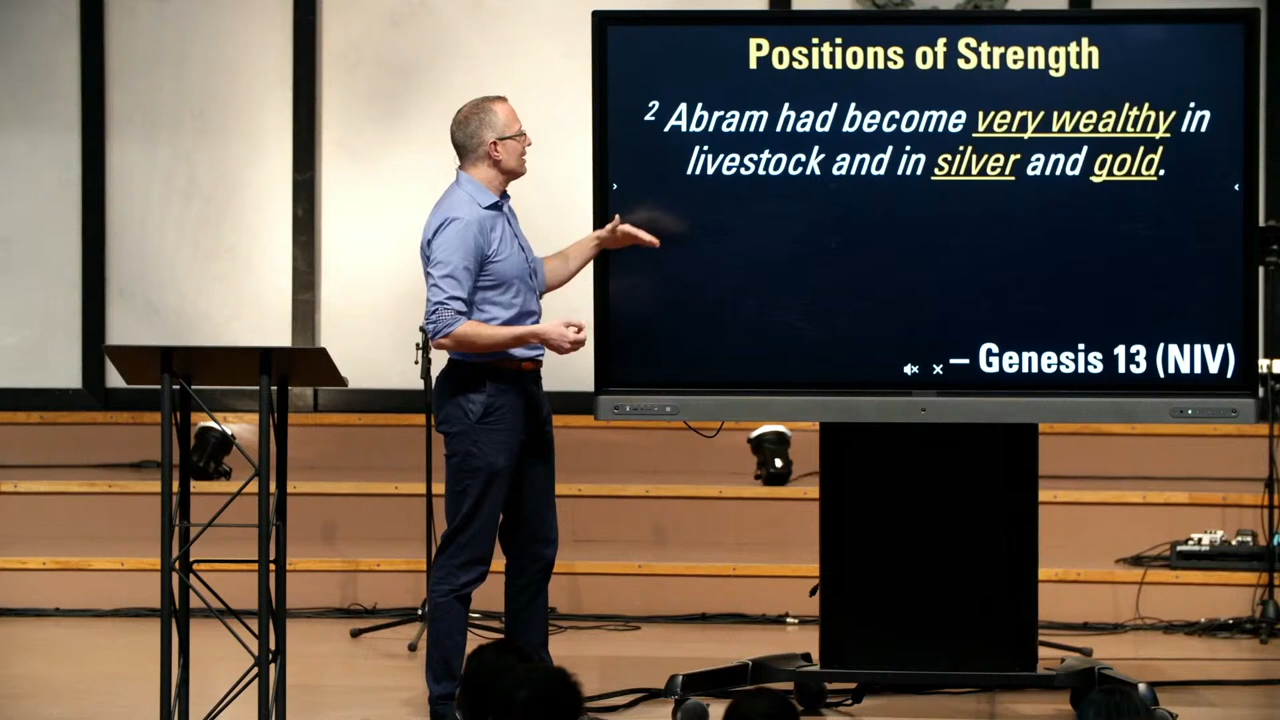 Positions of Strength
2 Abram had become very wealthy in
livestock and in silver and gold.
– Genesis 13 (NIV)